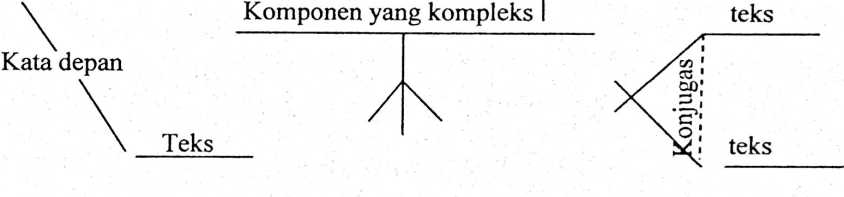 Komponen yang kompleks
teks
Kata depan
Konjugas
Teks
teks